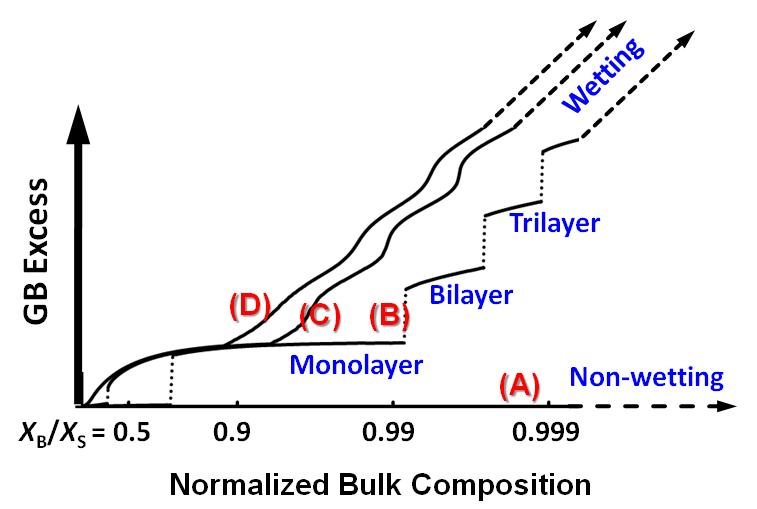 Wetting
GB Excess
Trilayer
Bilayer
(D)
(C)
(B)
Monolayer
(A)
Non-wetting
XB/XS = 0.5 0.9 0.99 0.999
Normalized Bulk Composition